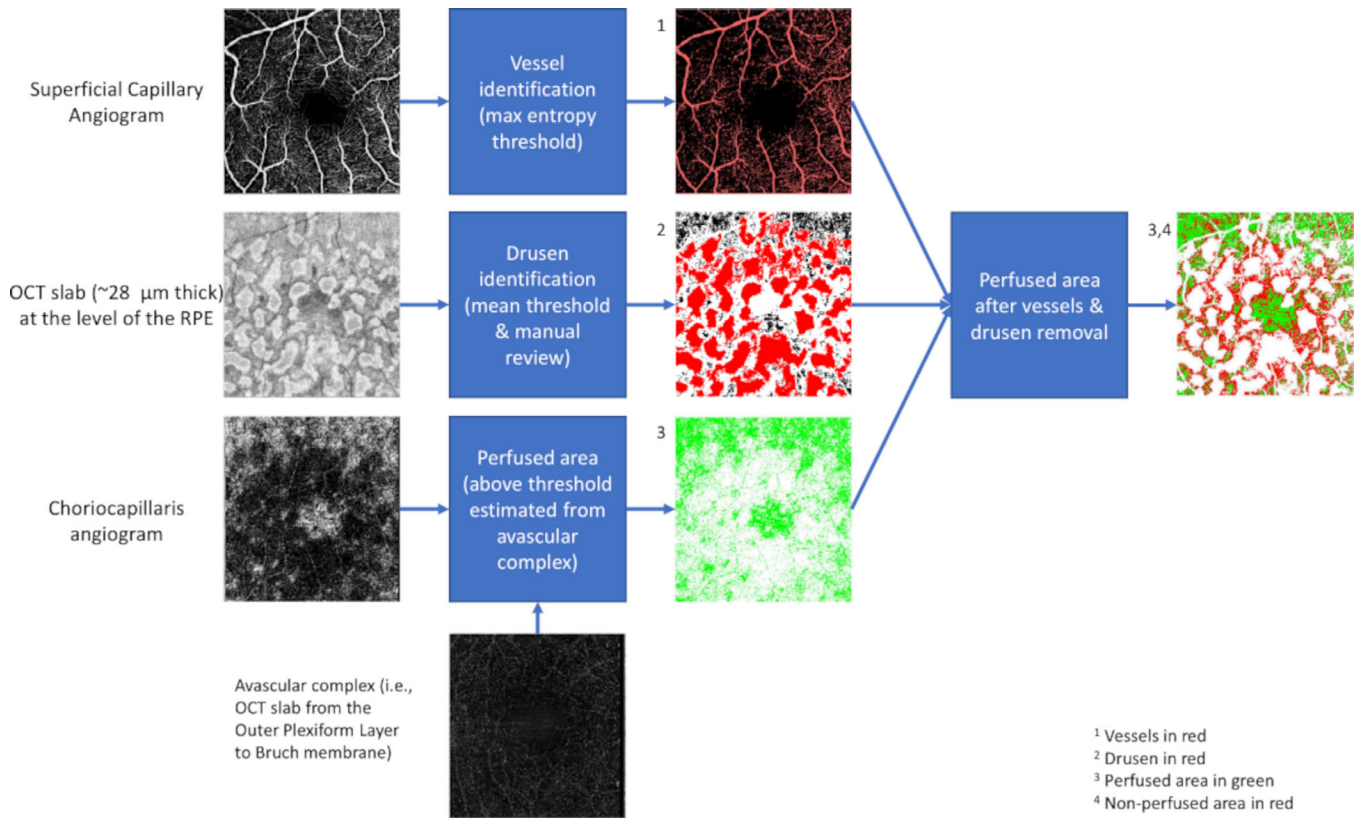 Superficial Capillary
Angiogram
Vessel
identification
(max entropy
threshold)
1
OCT slab (~28 µm thick)
at the level of the RPE
Drusen
identification
(mean threshold
& manual
review)
2
Perfused area
after vessels &
drusen removal
3,4
Choriocapillaris
angiogram
Perfused area
(above threshold
estimated from
avascular
complex)
3
Avascular complex (i.e.,
OCT slab from the
Outer Plexiform Layer
to Bruch membrane)
1 Vessels in red
2 Drusen in red
3 Perfused area in green
4 Non-perfused area in red